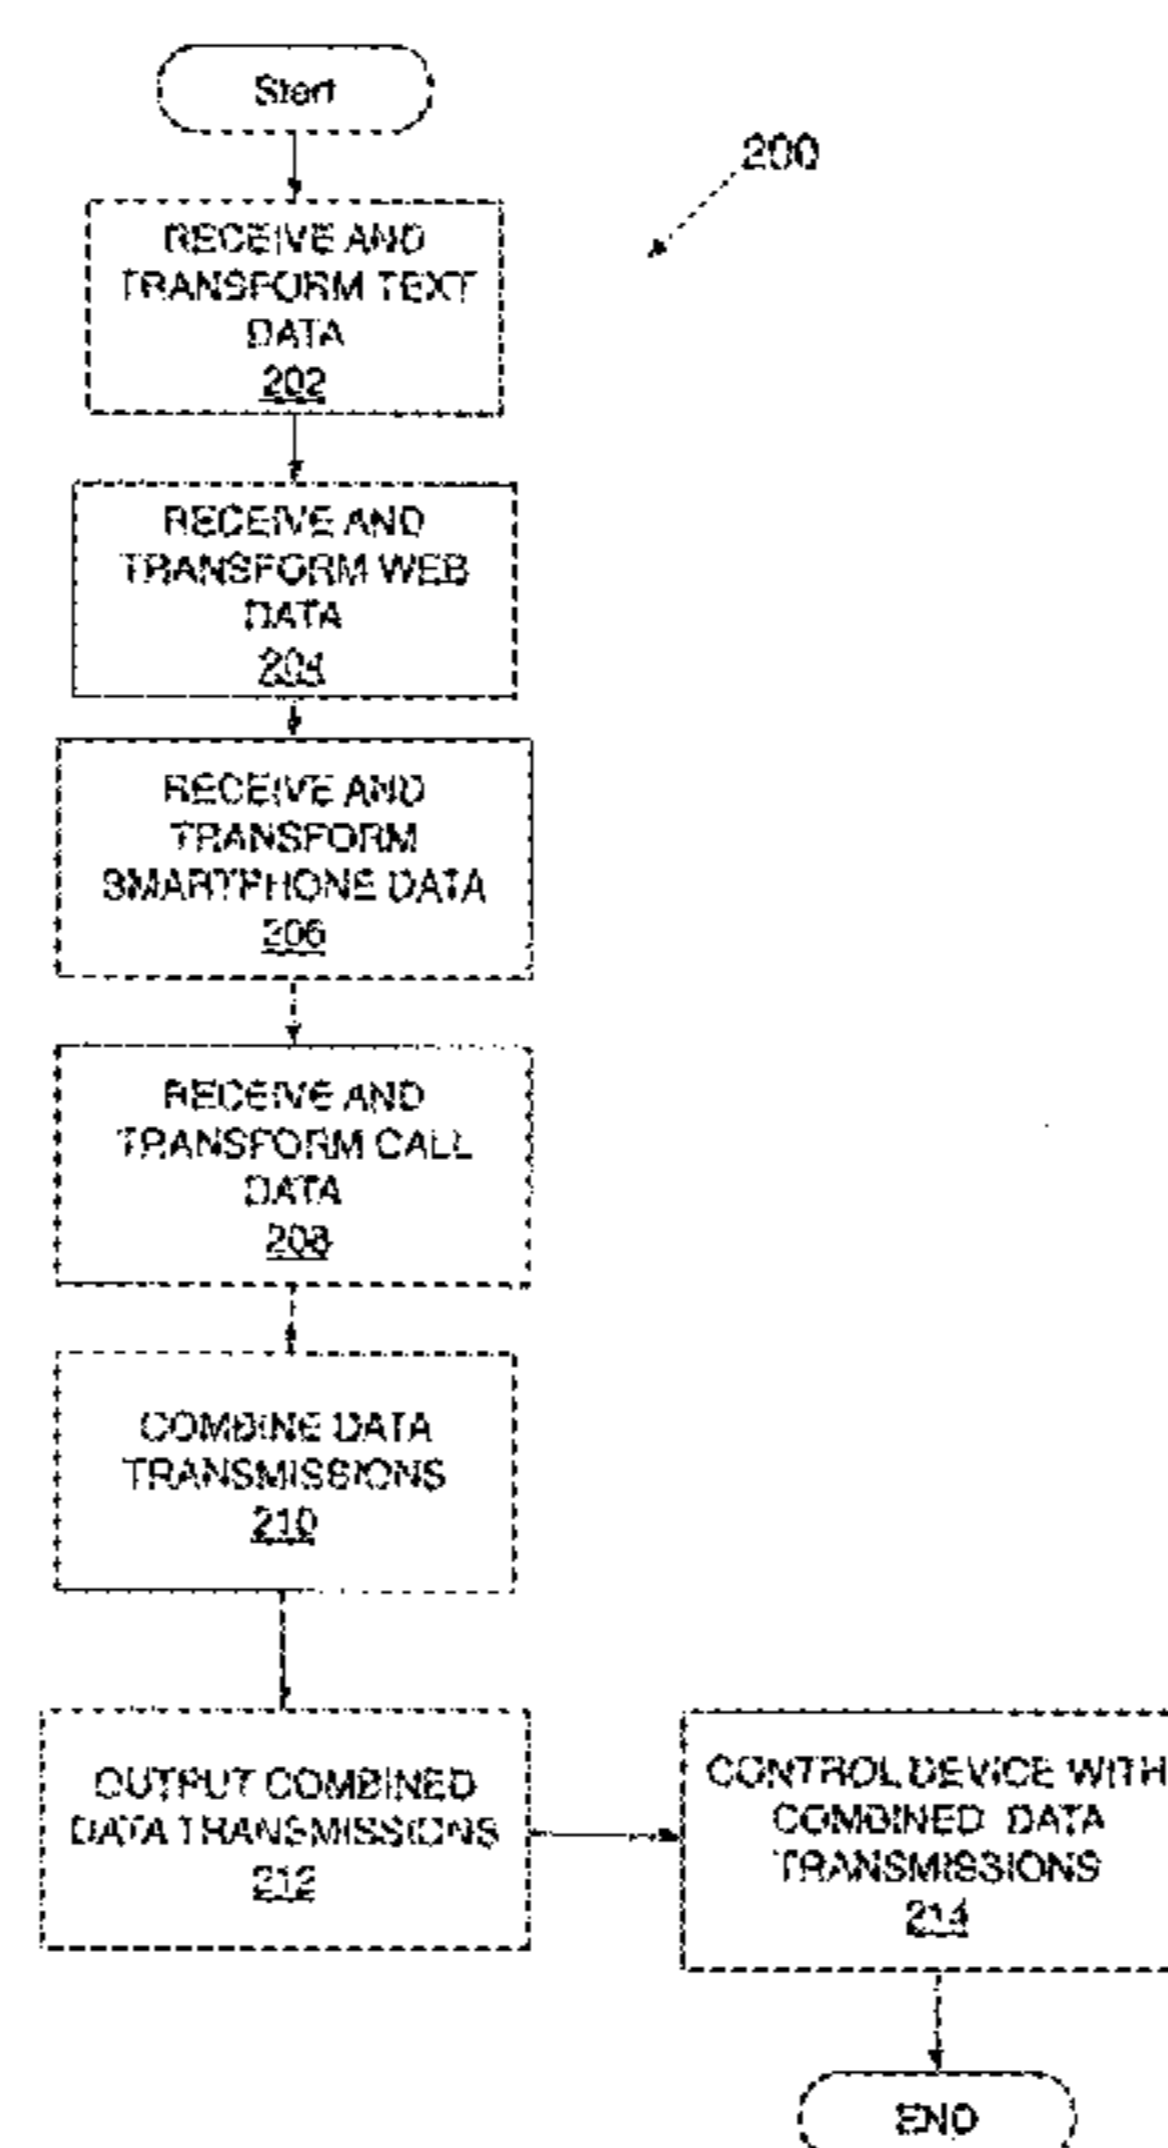 Start
200
RECEIVE AND
TRANSFORM TEXT
DATA
202
RECEIVE AND
TRANSFORM WEB
DATA
204
RECEIVE AND
TRANSFORM
SMARTPHONE DATA
206
RECEIVE AND
TRANSFORM CALL
DATA
208
COMBINE DATA
TRANSMISSIONS
210
OUTPUT COMBINED
DATA TRANSMISSIONS
212
CONTROL DEVICE WITH
COMBINED DATA
TRANSMISSIONS
214
END